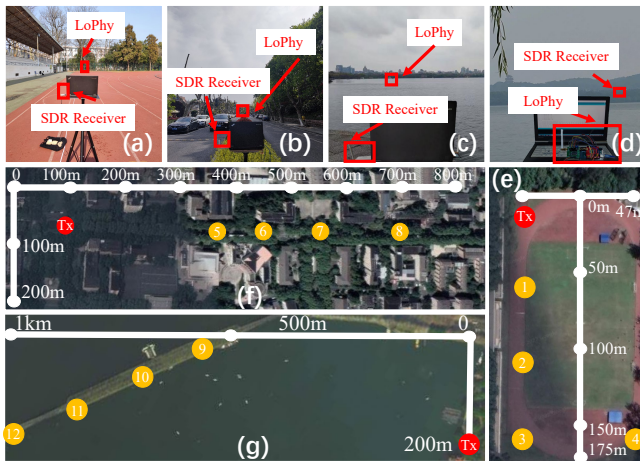 LoPhy
SDR Receiver
(a)
LoPhy
SDR Receiver
(b)
LoPhy
SDR Receiver
(c)
SDR Receiver
LoPhy
(d)
0 100m 200m 300m 400m 500m 600m 700m 800m
Tx
5 6 7 8
100m
200m
(f)
(e)
0m 47m
Tx
50m
1
100m
2
150m
3 4
175m
1km 500m 0
9
10
11
12
(g)
200m Tx